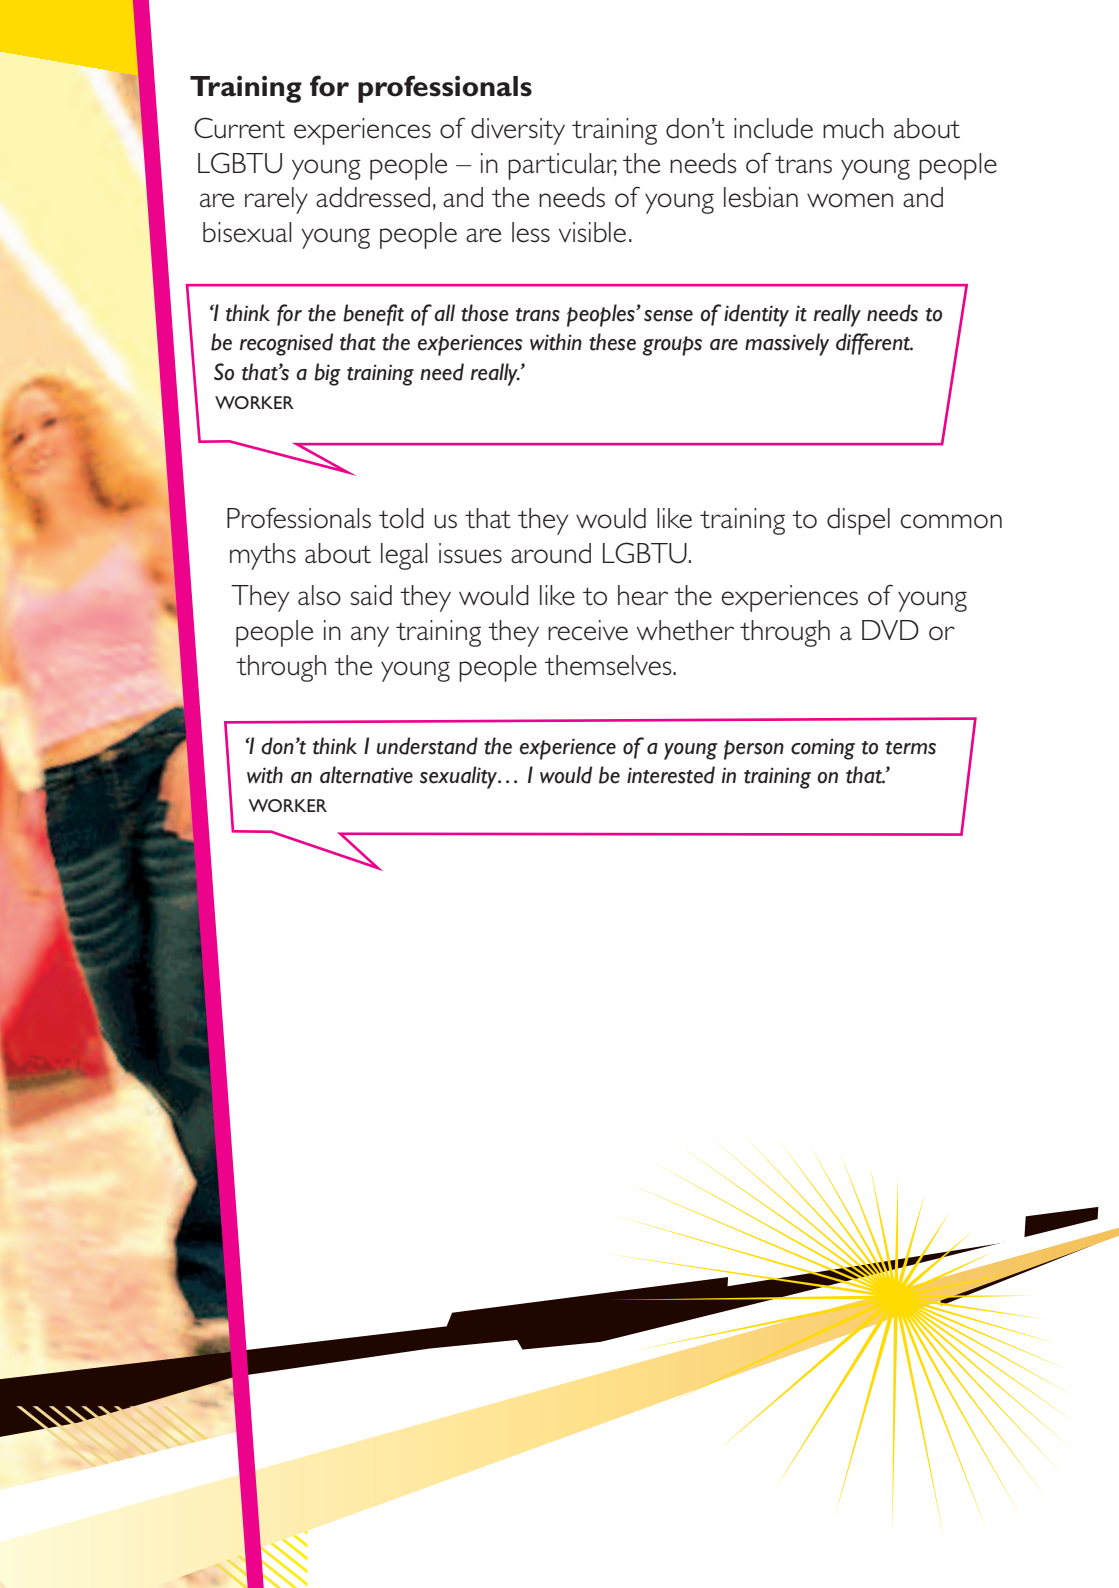 Training for professionals
Current experiences of diversity training don’t include much about
LGBTU young people – in particular, the needs of trans young people
are rarely addressed, and the needs of young lesbian women and
bisexual young people are less visible.
‘I think for the benefit of all those trans peoples’ sense of identity it really needs to
be recognised that the experiences within these groups are massively different.
So that’s a big training need really.’
WORKER
Professionals told us that they would like training to dispel common
myths about legal issues around LGBTU.
They also said they would like to hear the experiences of young
people in any training they receive whether through a DVD or
through the young people themselves.
‘I don’t think I understand the experience of a young person coming to terms
with an alternative sexuality… I would be interested in training on that.’
WORKER